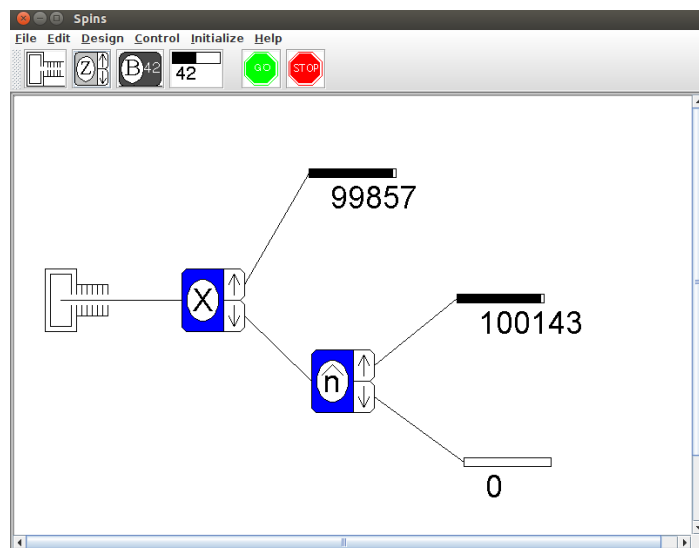 Spins
File Edit Design Control Initialize Help
Z B42 42 GO STOP
99857
X
100143
n̂
0